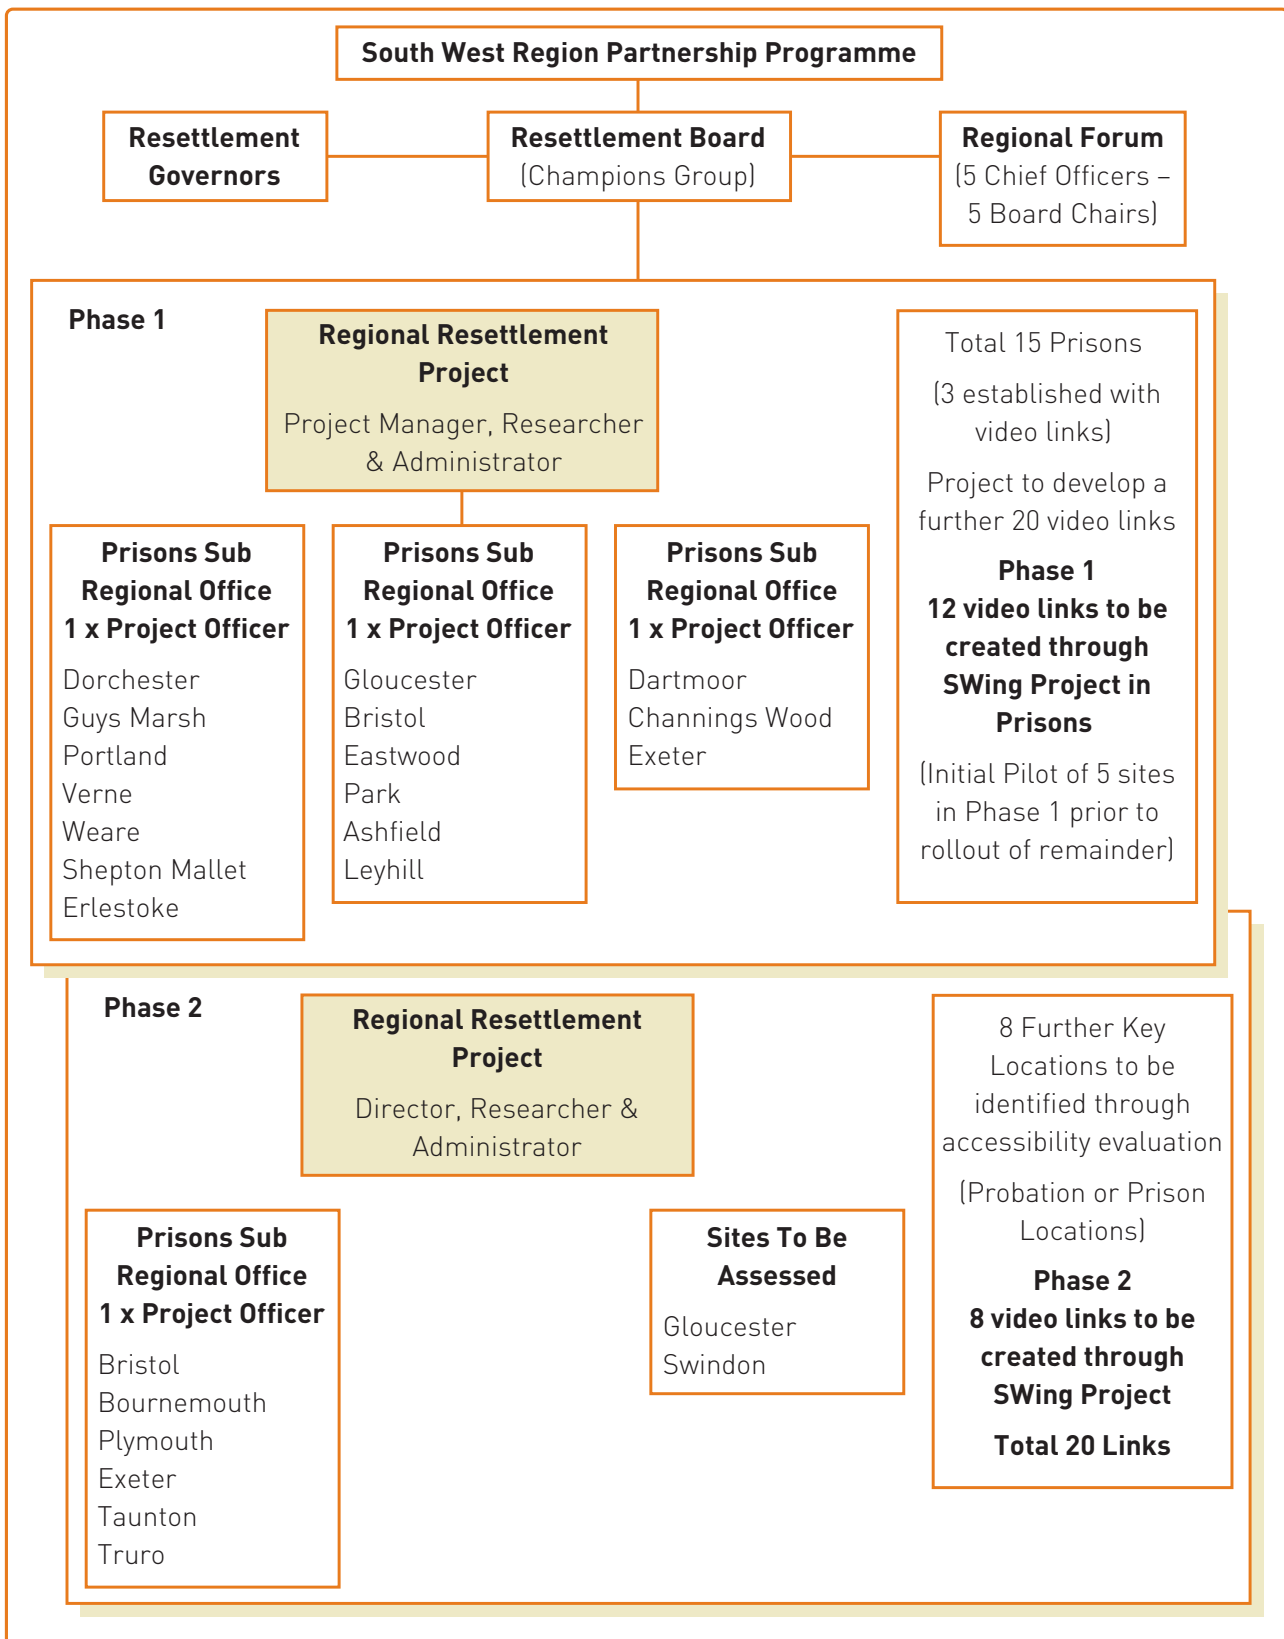 South West Region Partnership Programme
Resettlement
Governors
Resettlement Board
(Champions Group)
Regional Forum
(5 Chief Officers –
5 Board Chairs)
Phase 1
Regional Resettlement
Project
Project Manager, Researcher
& Administrator
Prisons Sub
Regional Office
1 x Project Officer
Dorchester
Guys Marsh
Portland
Verne
Weare
Shepton Mallet
Erlestoke
Prisons Sub
Regional Office
1 x Project Officer
Gloucester
Bristol
Eastwood
Park
Ashfield
Leyhill
Prisons Sub
Regional Office
1 x Project Officer
Dartmoor
Channings Wood
Exeter
Total 15 Prisons
(3 established with
video links)
Project to develop a
further 20 video links
Phase 1
12 video links to be
created through
SWing Project in
Prisons
(Initial Pilot of 5 sites
in Phase 1 prior to
rollout of remainder)
Phase 2
Regional Resettlement
Project
Director, Researcher &
Administrator
Prisons Sub
Regional Office
1 x Project Officer
Bristol
Bournemouth
Plymouth
Exeter
Taunton
Truro
Sites To Be
Assessed
Gloucester
Swindon
8 Further Key
Locations to be
identified through
accessibility evaluation
(Probation or Prison
Locations)
Phase 2
8 video links to be
created through
SWing Project
Total 20 Links